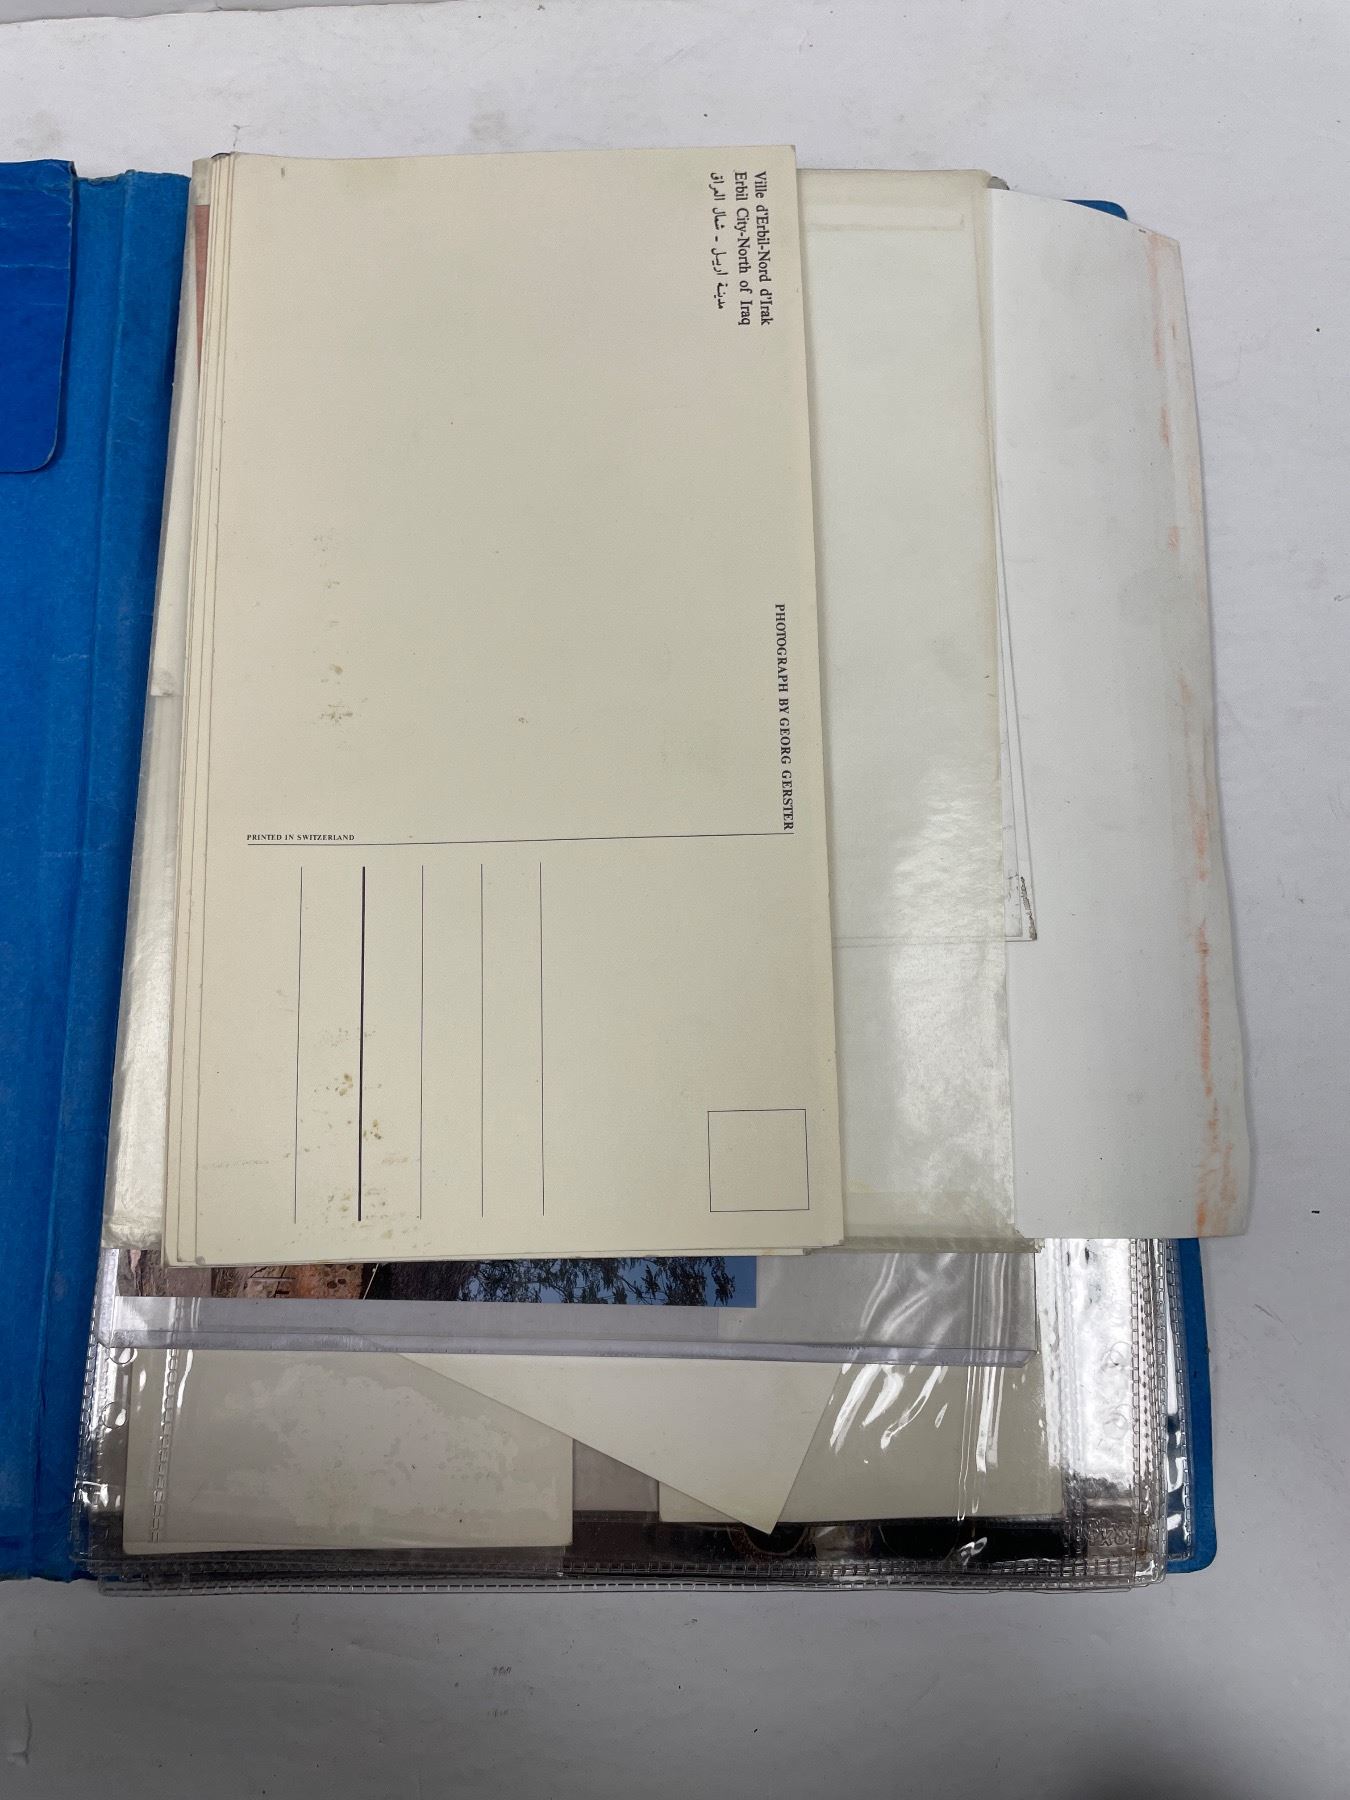 Ville d'Erbil-Nord d'Irak
Erbil City-North of Iraq
مدينة اربيل - شمال العراق
PHOTOGRAPH BY GEORG GERSTER
PRINTED IN SWITZERLAND